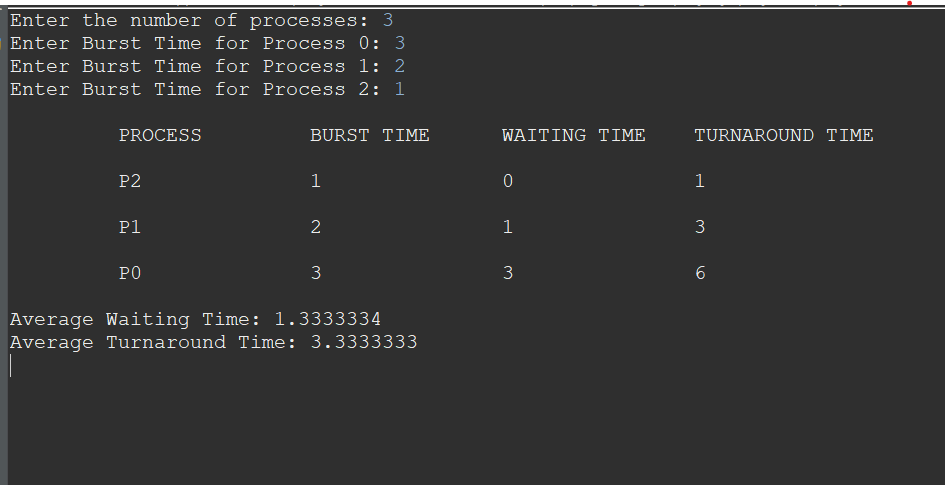 Enter the number of processes: 3
Enter Burst Time for Process 0: 3
Enter Burst Time for Process 1: 2
Enter Burst Time for Process 2: 1
PROCESS BURST TIME WAITING TIME TURNAROUND TIME
P2 1 0 1
P1 2 1 3
P0 3 3 6
Average Waiting Time: 1.3333334
Average Turnaround Time: 3.3333333